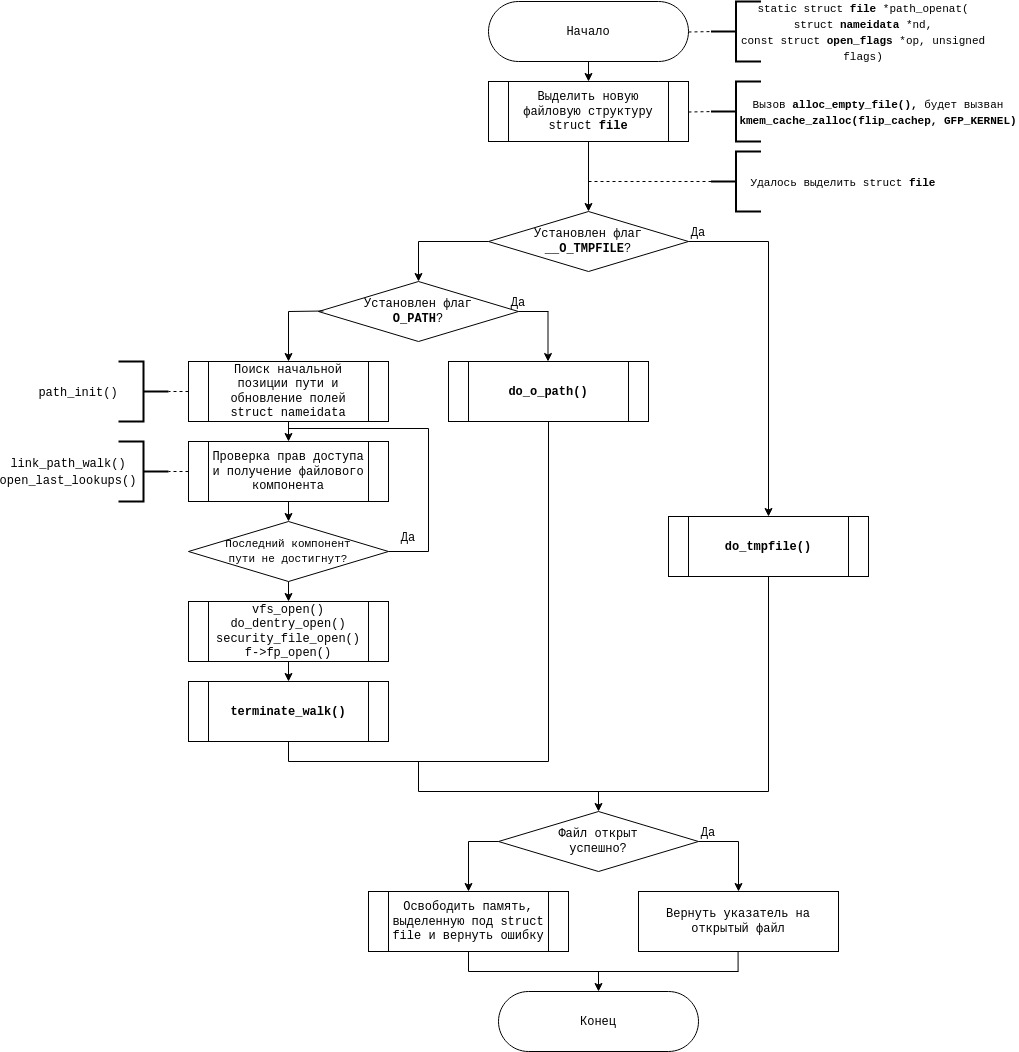 Начало
static struct file *path_openat(
struct nameidata *nd,
const struct open_flags *op, unsigned
flags)
Выделить новую
файловую структуру
struct file
Вызов alloc_empty_file(), будет вызван
kmem_cache_zalloc(flip_cachep, GFP_KERNEL)
Удалось выделить struct file
Установлен флаг
__O_TMPFILE?
Да
Установлен флаг
O_PATH?
Да
path_init()
Поиск начальной
позиции пути и
обновление полей
struct nameidata
do_o_path()
link_path_walk()
open_last_lookups()
Проверка прав доступа
и получение файлового
компонента
Последний компонент
пути не достигнут?
Да
do_tmpfile()
vfs_open()
do_dentry_open()
security_file_open()
f->fp_open()
terminate_walk()
Файл открыт
успешно?
Да
Освободить память,
выделенную под struct
file и вернуть ошибку
Вернуть указатель на
открытый файл
Конец